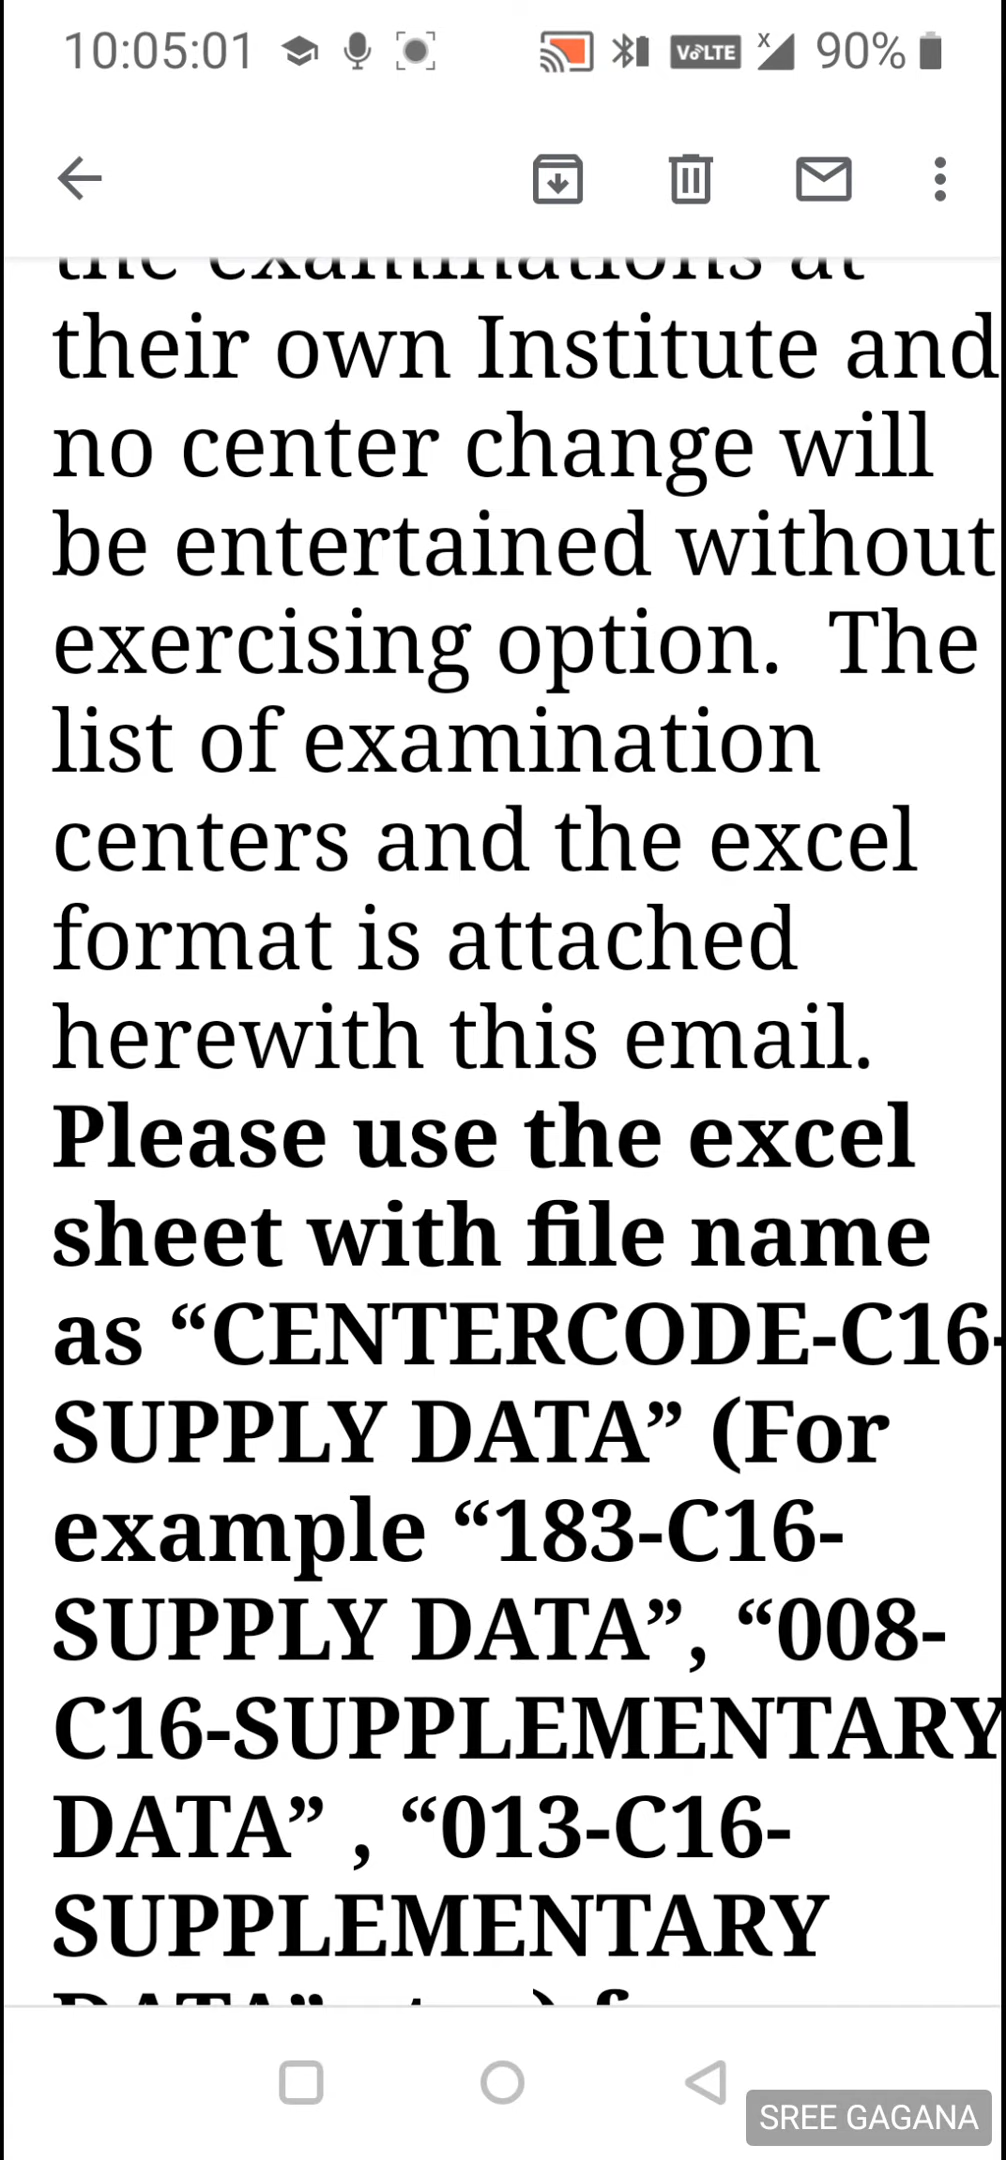 10:05:01 VoLTE x 90%
the examinations at
their own Institute and
no center change will
be entertained without
exercising option.  The
list of examination
centers and the excel
format is attached
herewith this email.
Please use the excel
sheet with file name
as “CENTERCODE-C16-
SUPPLY DATA” (For
example “183-C16-
SUPPLY DATA”, “008-
C16-SUPPLEMENTARY
DATA” , “013-C16-
SUPPLEMENTARY
SREE GAGANA